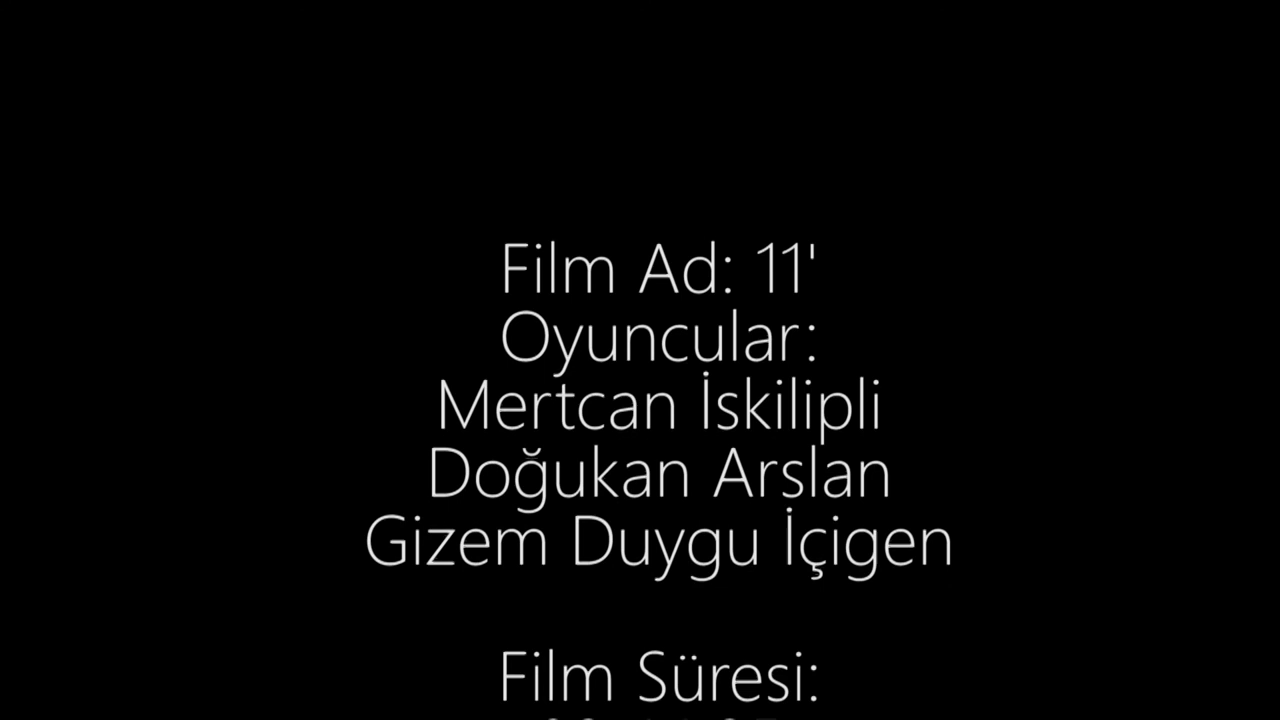 Film Ad: 11'
Oyuncular:
Mertcan İskilipli
Doğukan Arslan
Gizem Duygu İçigen
Film Süresi: